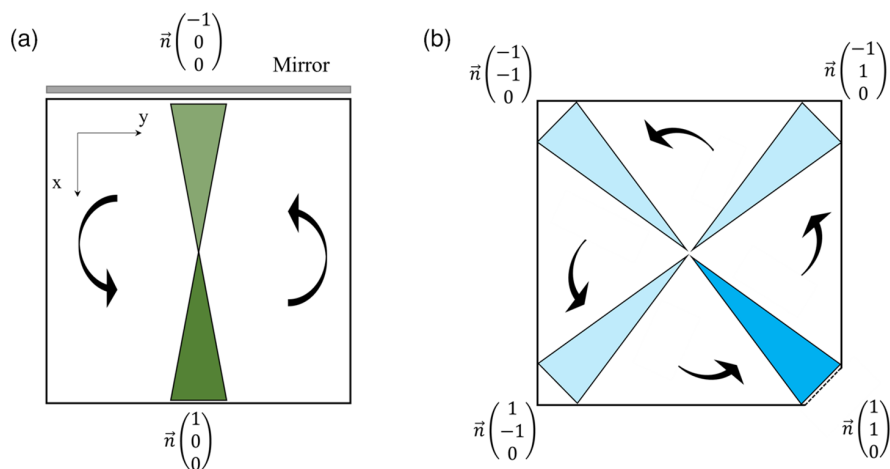 (a)
n⃗(−1 0 0)
Mirror
y
x
n⃗(1 0 0)
(b)
n⃗(−1 −1 0)
n⃗(−1 1 0)
n⃗(1 −1 0)
n⃗(1 1 0)